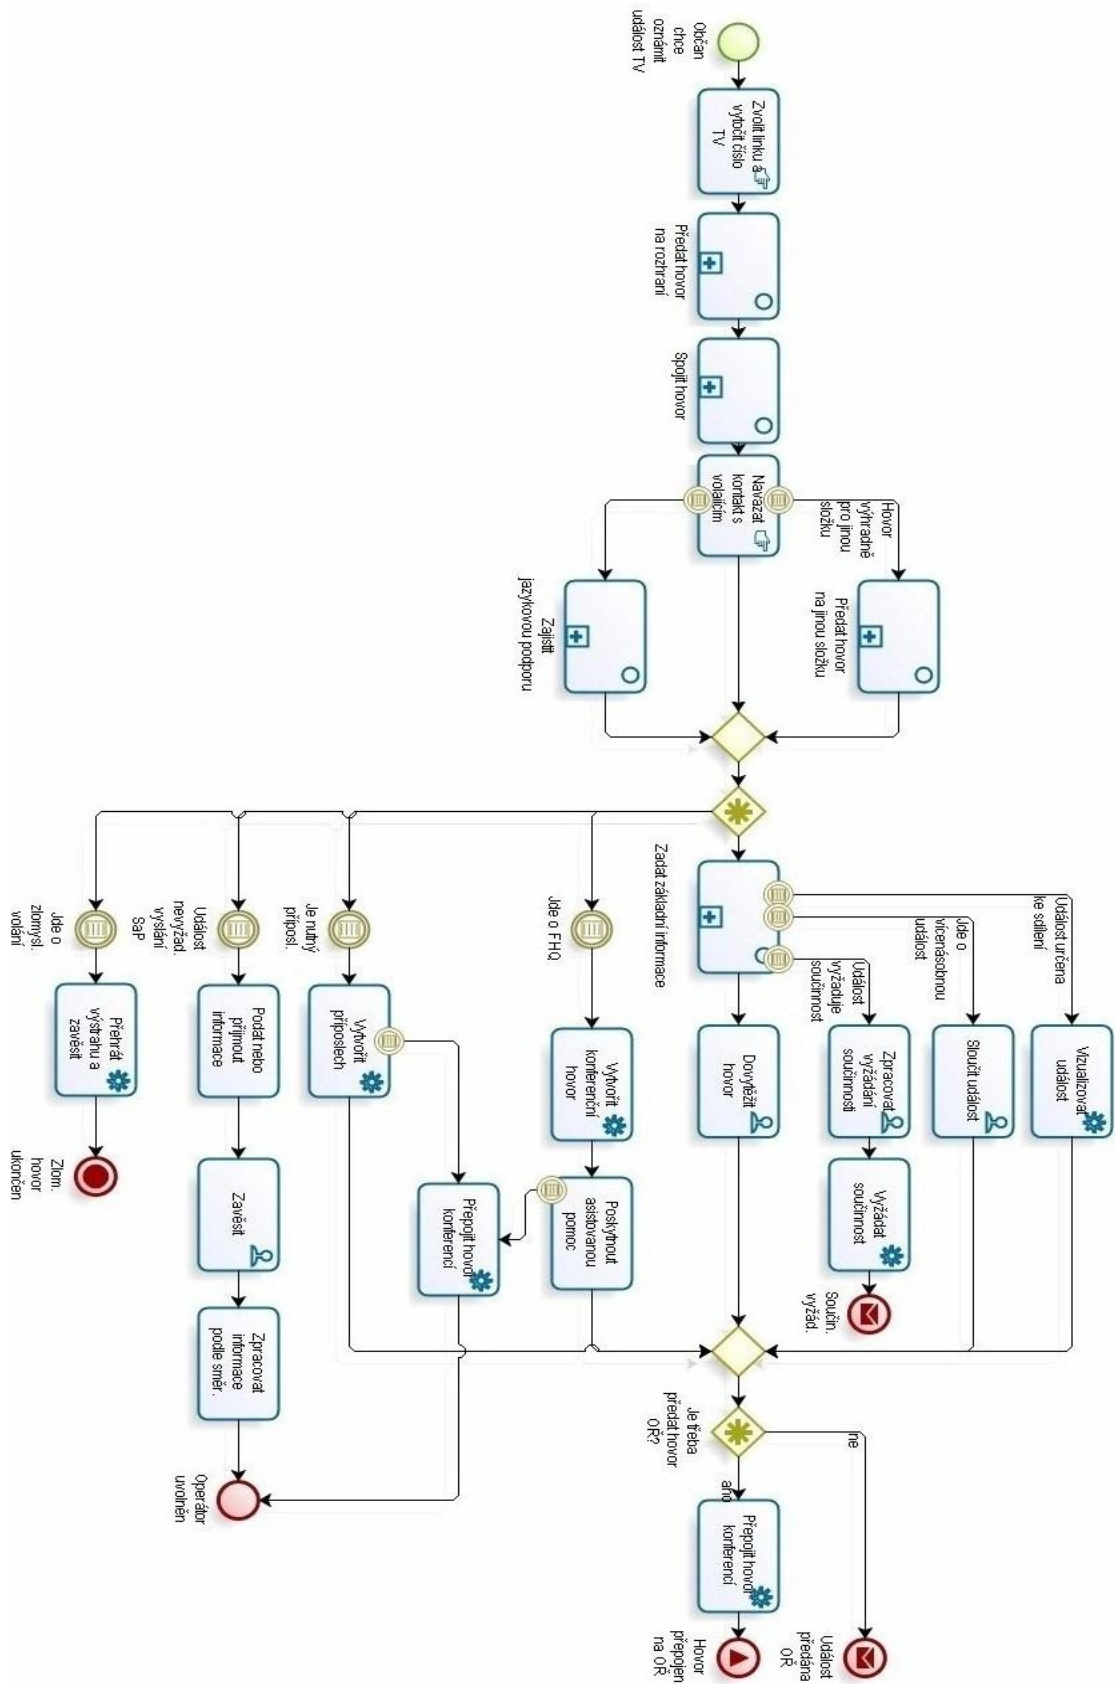 Občan
chce
oznámit
událost TV
Zvolit linku a
vytočit číslo
TV
Předat hovor
na rozhraní
Spojit hovor
Navázat
kontakt s
volajícím
Hovor
výhradně
pro jinou
složku
Předat hovor
na jinou složku
Zajistit
jazykovou podporu
Zadat základní informace
Událost určena
ke sdílení
Jde o
vícenásobnou
událost
Událost
vyžaduje
součinnost
Vizualizovat
událost
Sloučit událost
Zpracovat
vyžádání
součinnosti
Vyžádat
součinnost
Součin.
vyžád.
Dovytěžit
hovor
Jde o FHQ
Vytvořit
konferenční
hovor
Poskytnout
asistovanou
pomoc
Je nutný
příposl.
Vytvořit
příposlech
Přepojit hovor
konferencí
Událost
nevyžad.
vyslání
SaP
Podat nebo
přijmout
informace
Zavěsit
Zpracovat
informace
podle směr.
Operátor
uvolněn
Jde o
zlomysl.
volání
Přehrát
výstrahu a
zavěsit
Zlom.
hovor
ukončen
Je třeba
předat hovor
OŘ?
ne
ano
Přepojit hovor
konferencí
Hovor
přepojen
na OŘ
Událost
předána
OŘ